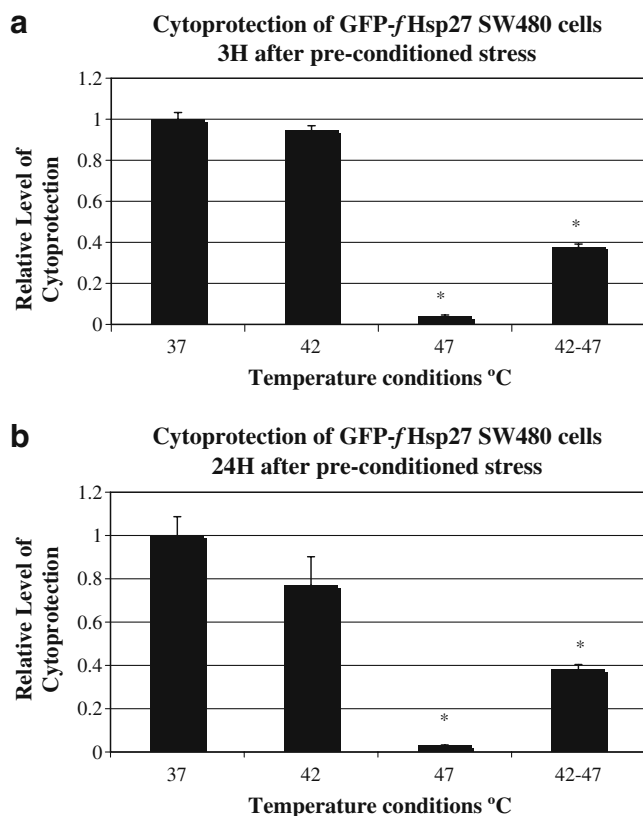 a
Cytoprotection of GFP-fHsp27 SW480 cells
3H after pre-conditioned stress
Relative Level of
Cytoprotection
1.2
1
0.8
0.6
0.4
0.2
0
*
*
37 42 47 42-47
Temperature conditions ºC
b
Cytoprotection of GFP-fHsp27 SW480 cells
24H after pre-conditioned stress
Relative Level of
Cytoprotection
1.2
1
0.8
0.6
0.4
0.2
0
*
*
37 42 47 42-47
Temperature conditions ºC